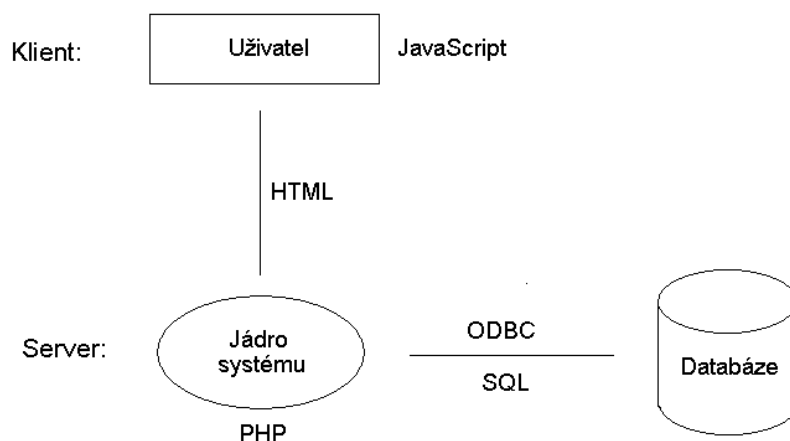 Klient:
Uživatel
JavaScript
HTML
Server:
Jádro
systému
PHP
ODBC
SQL
Databáze